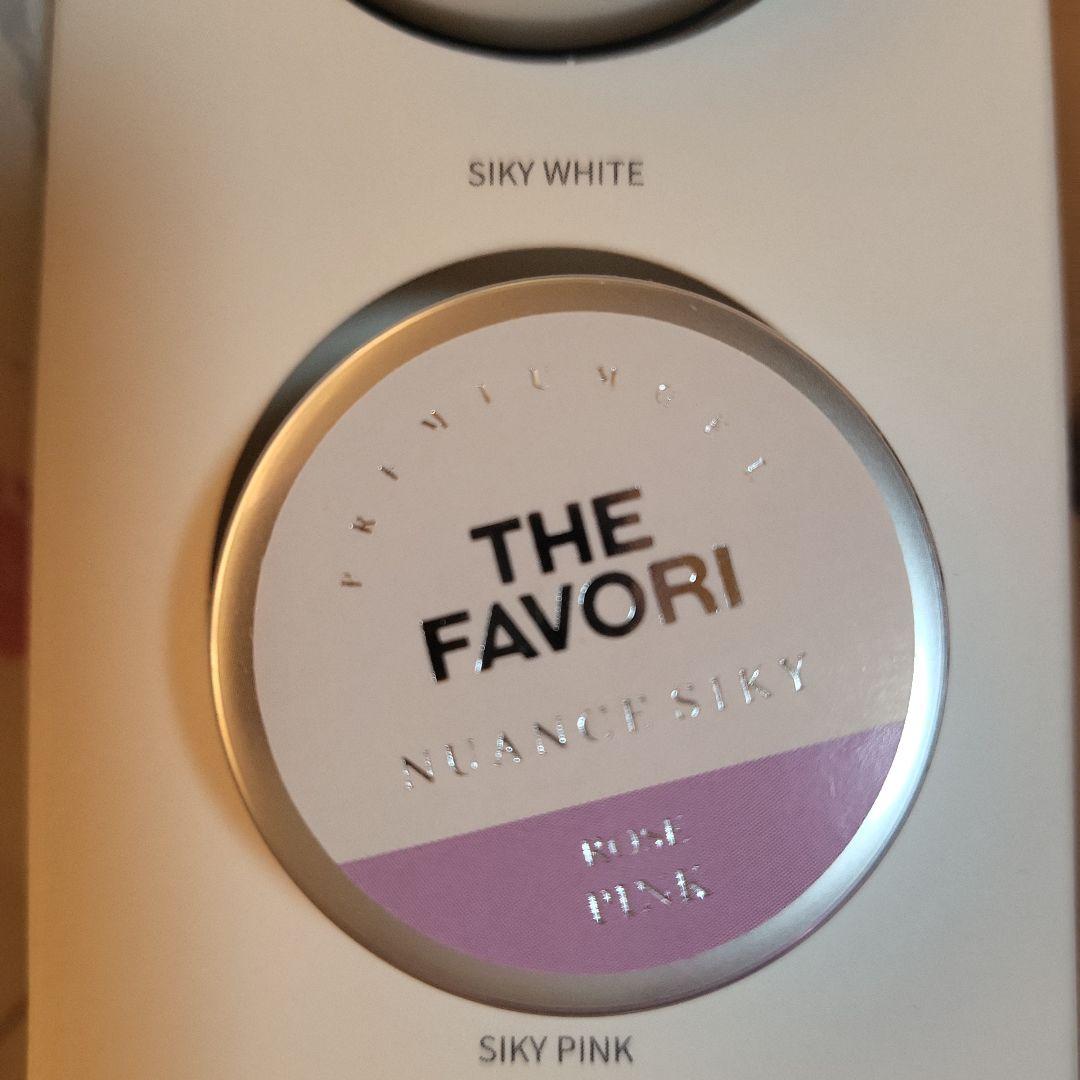 SIKY WHITE
PREMIUM GEL
THE
FAVORI
NUANCE SIKY
ROSE
PINK
SIKY PINK